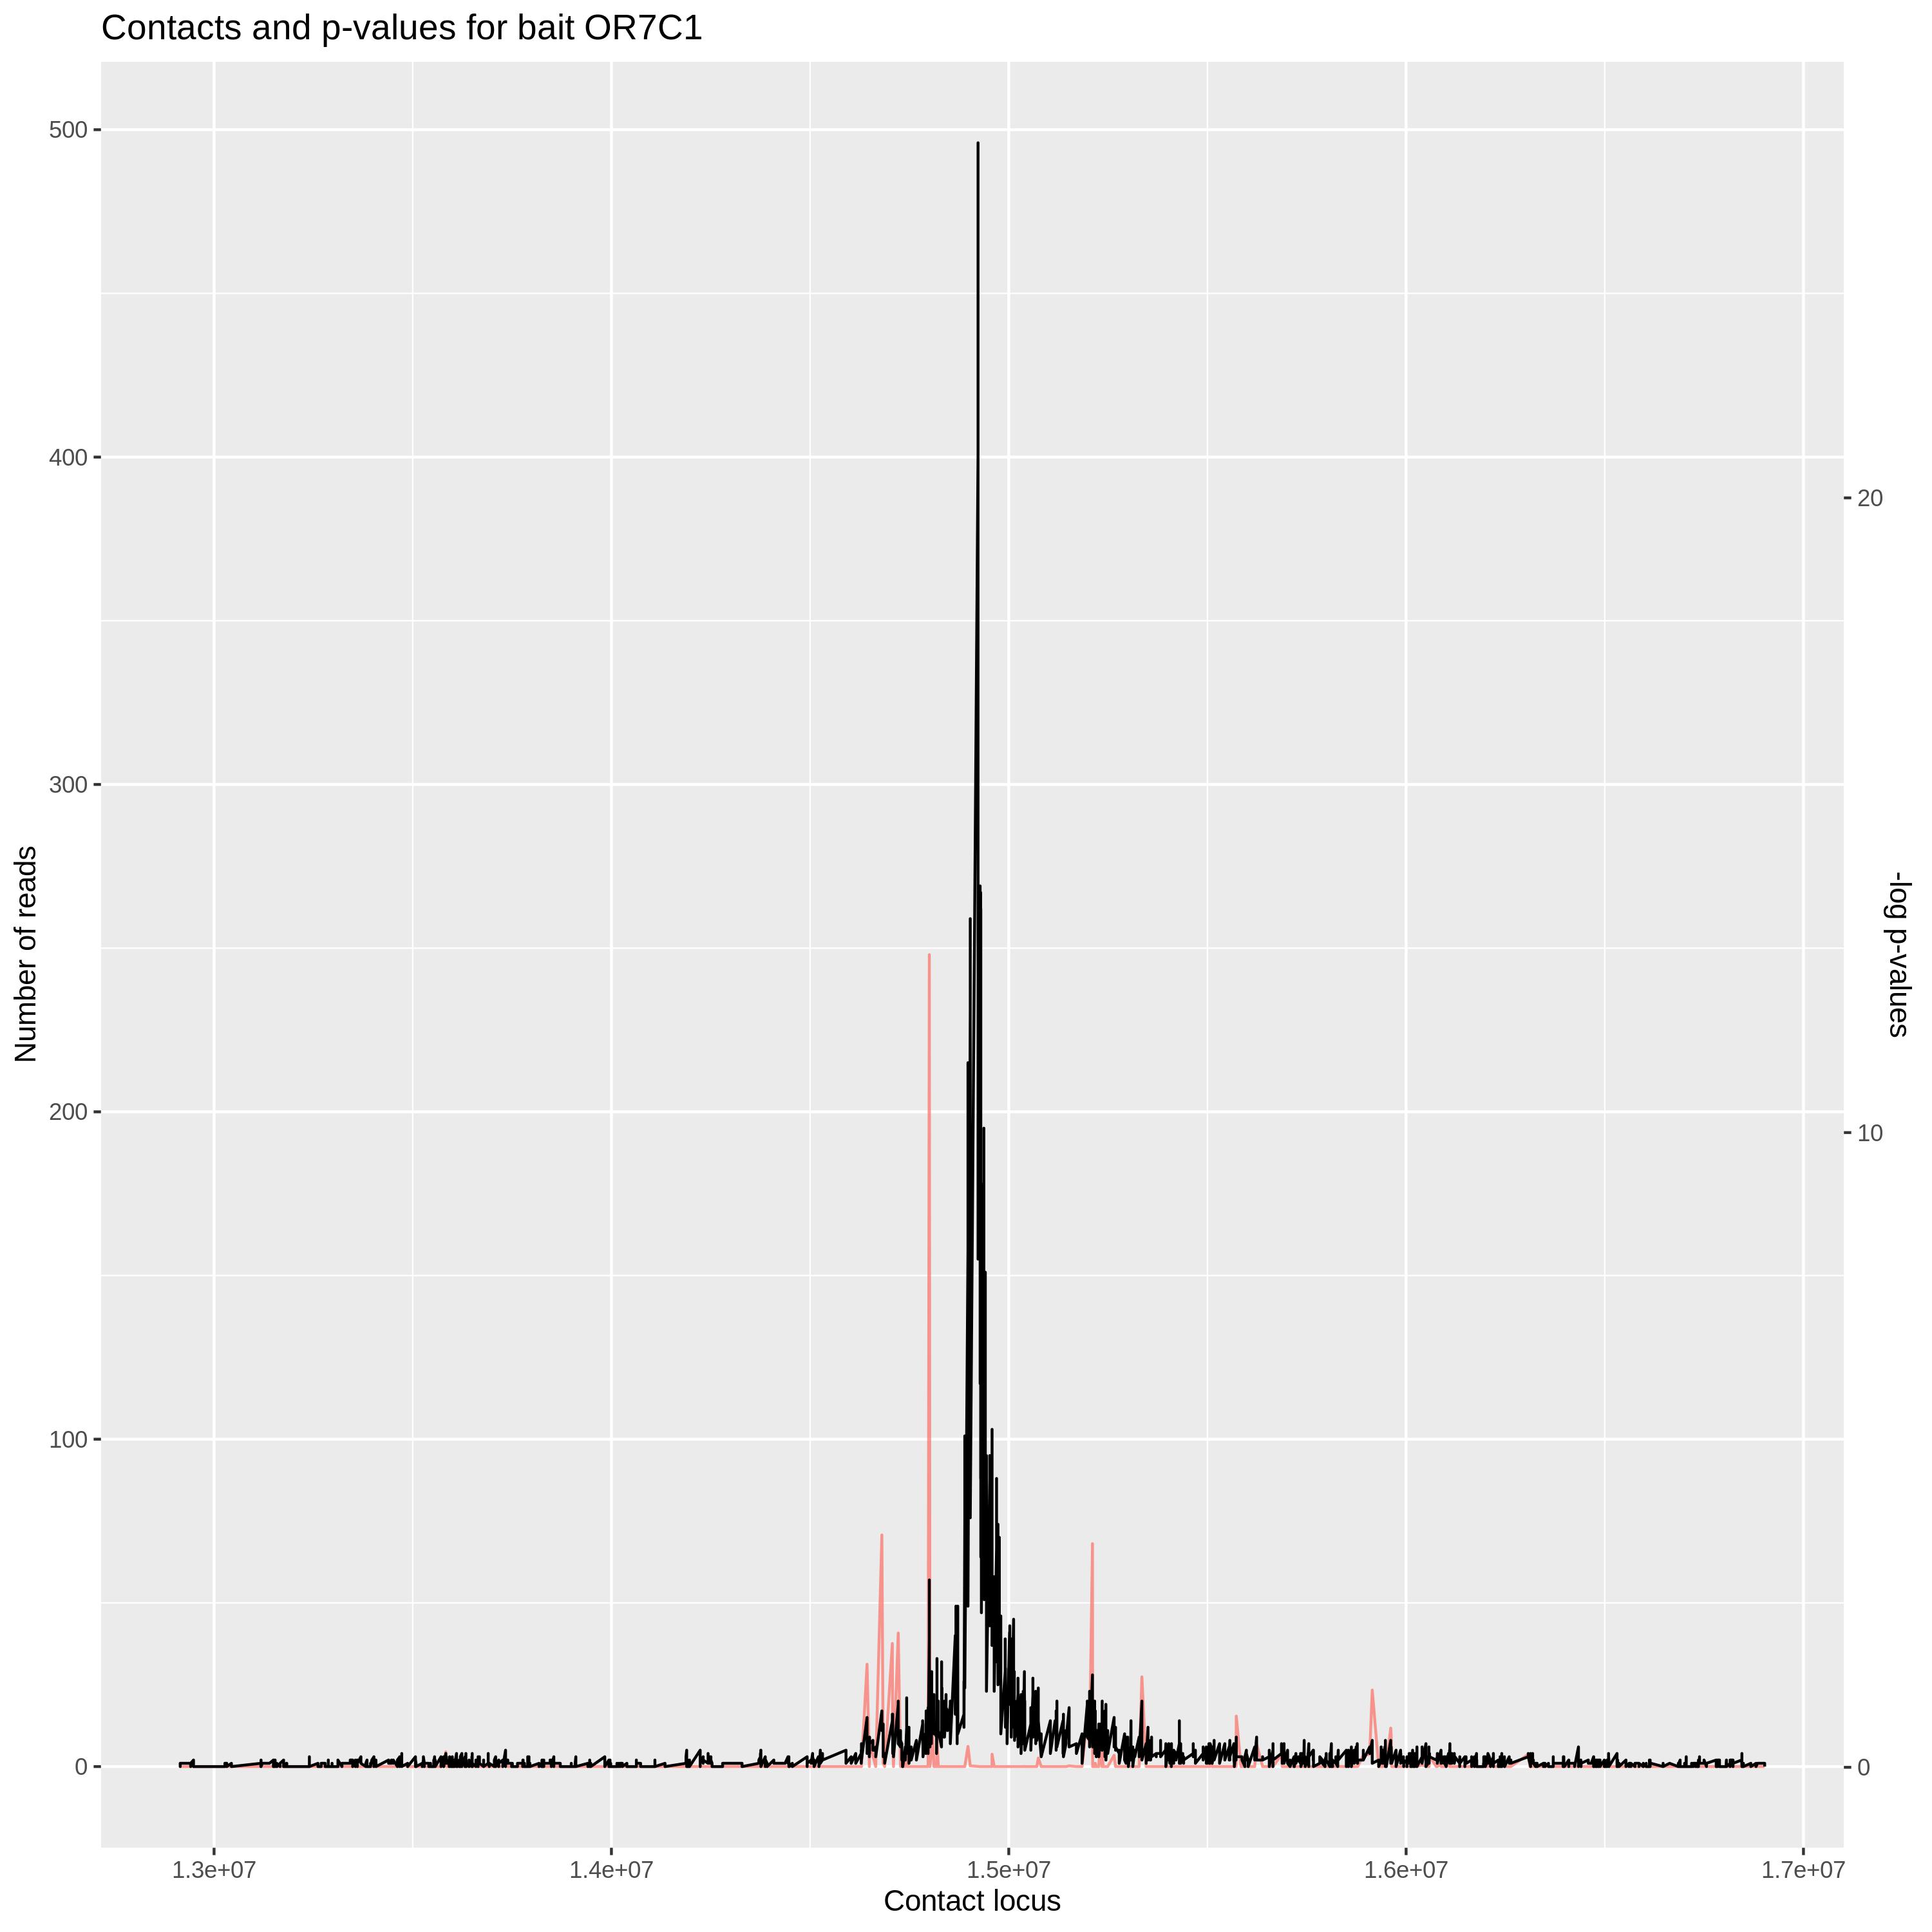 Contacts and p-values for bait OR7C1
500
400
300
200
100
0
Number of reads
20
10
0
-log p-values
1.3e+07
1.4e+07
1.5e+07
1.6e+07
1.7e+07
Contact locus